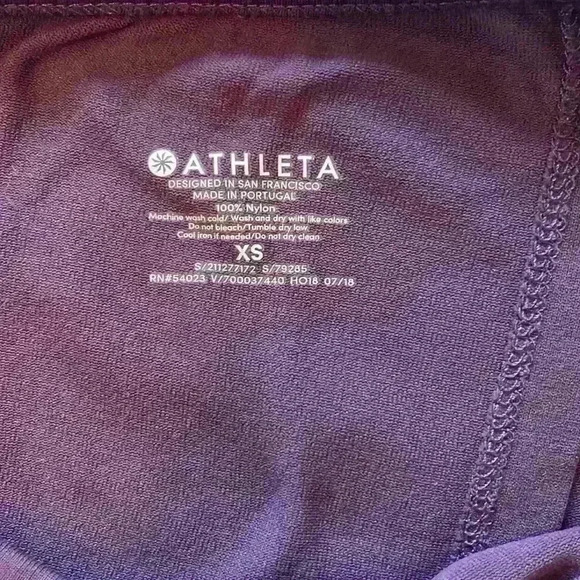 ATHLETA
DESIGNED IN SAN FRANCISCO
MADE IN PORTUGAL
100% Nylon
Machine wash cold/ Wash and dry with like colors
Do not bleach/Tumble dry low
Cool iron if needed/Do not dry clean
XS
S/211277172 S/79285
RN#54023 V/700037440 HO18 07/18